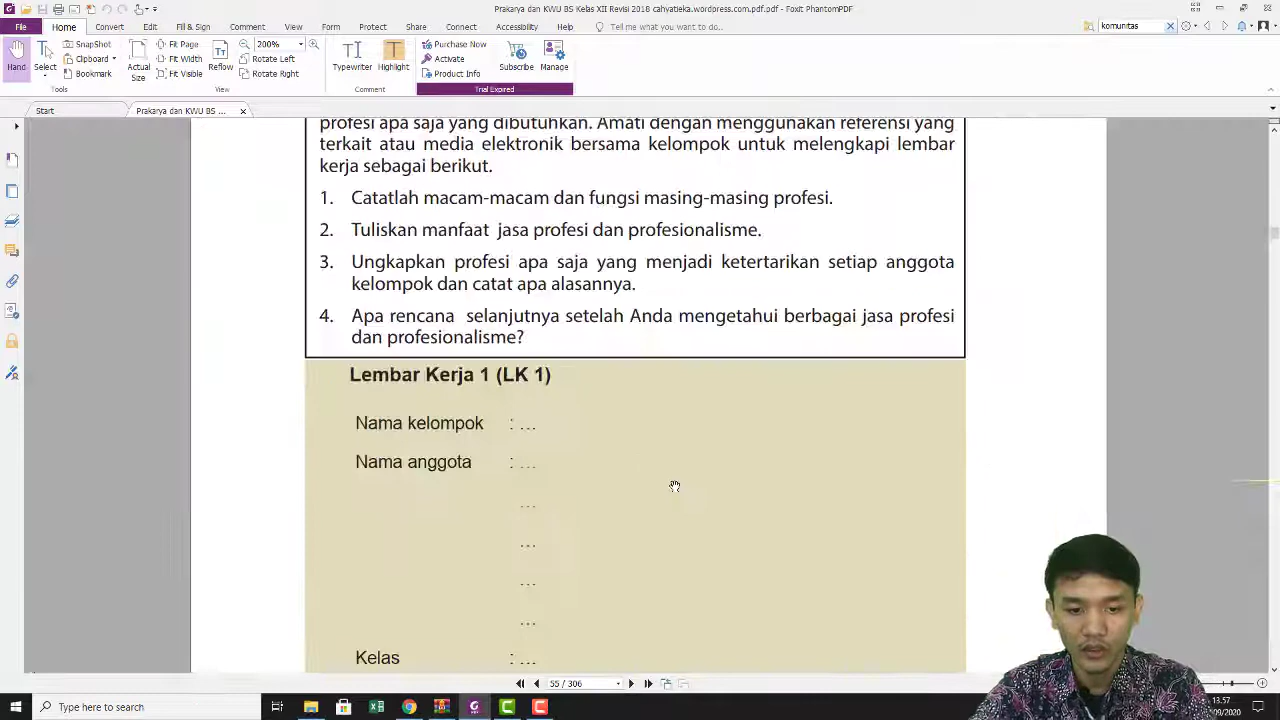 Prakarya dan KWU BS Kelas XII Revisi 2018 cahyatieka.wordpress.com.pdf.pdf - Foxit PhantomPDF
File Home Convert Edit Organize Comment View Form Protect Share Connect Accessibility Help Tell me what you want to do... komunitas
SnapShot Fit Page 200% Rotate Left Purchase Now
Clipboard Fit Width Activate
Hand Select Bookmark Actual Size Reflow Rotate Right Typewriter Highlight Product Info Subscribe Manage
Tools View Comment Trial Expired
Start Prakarya dan KWU BS ...
profesi apa saja yang dibutuhkan. Amati dengan menggunakan referensi yang
terkait atau media elektronik bersama kelompok untuk melengkapi lembar
kerja sebagai berikut.
1. Catatlah macam-macam dan fungsi masing-masing profesi.
2. Tuliskan manfaat jasa profesi dan profesionalisme.
3. Ungkapkan profesi apa saja yang menjadi ketertarikan setiap anggota
kelompok dan catat apa alasannya.
4. Apa rencana selanjutnya setelah Anda mengetahui berbagai jasa profesi
dan profesionalisme?
Lembar Kerja 1 (LK 1)
Nama kelompok : ...
Nama anggota : ...
...
...
...
...
Kelas : ...
55 / 306
Type here to search
13.57
/09/2020